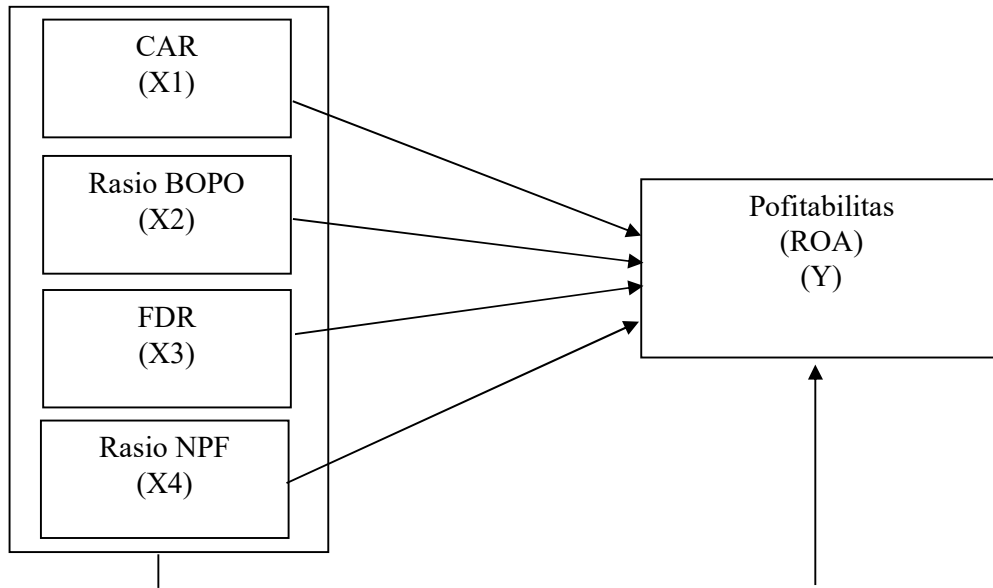 CAR
(X1)
Rasio BOPO
(X2)
FDR
(X3)
Rasio NPF
(X4)
Pofitabilitas
(ROA)
(Y)